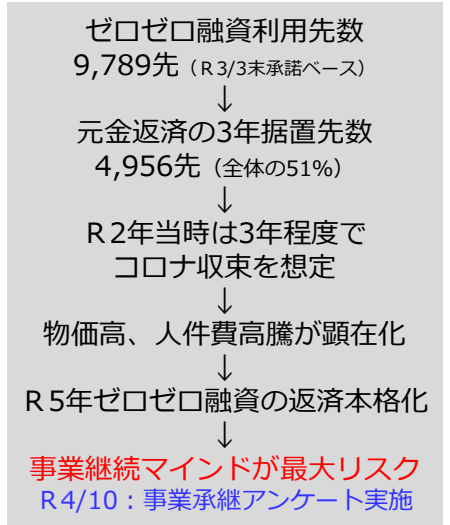 ゼロゼロ融資利用先数
9,789先（Ｒ3/3末承諾ベース）
↓
元金返済の3年据置先数
4,956先（全体の51%）
↓
Ｒ2年当時は3年程度で
コロナ収束を想定
↓
物価高、人件費高騰が顕在化
↓
Ｒ5年ゼロゼロ融資の返済本格化
↓
事業継続マインドが最大リスク
Ｒ4/10：事業承継アンケート実施